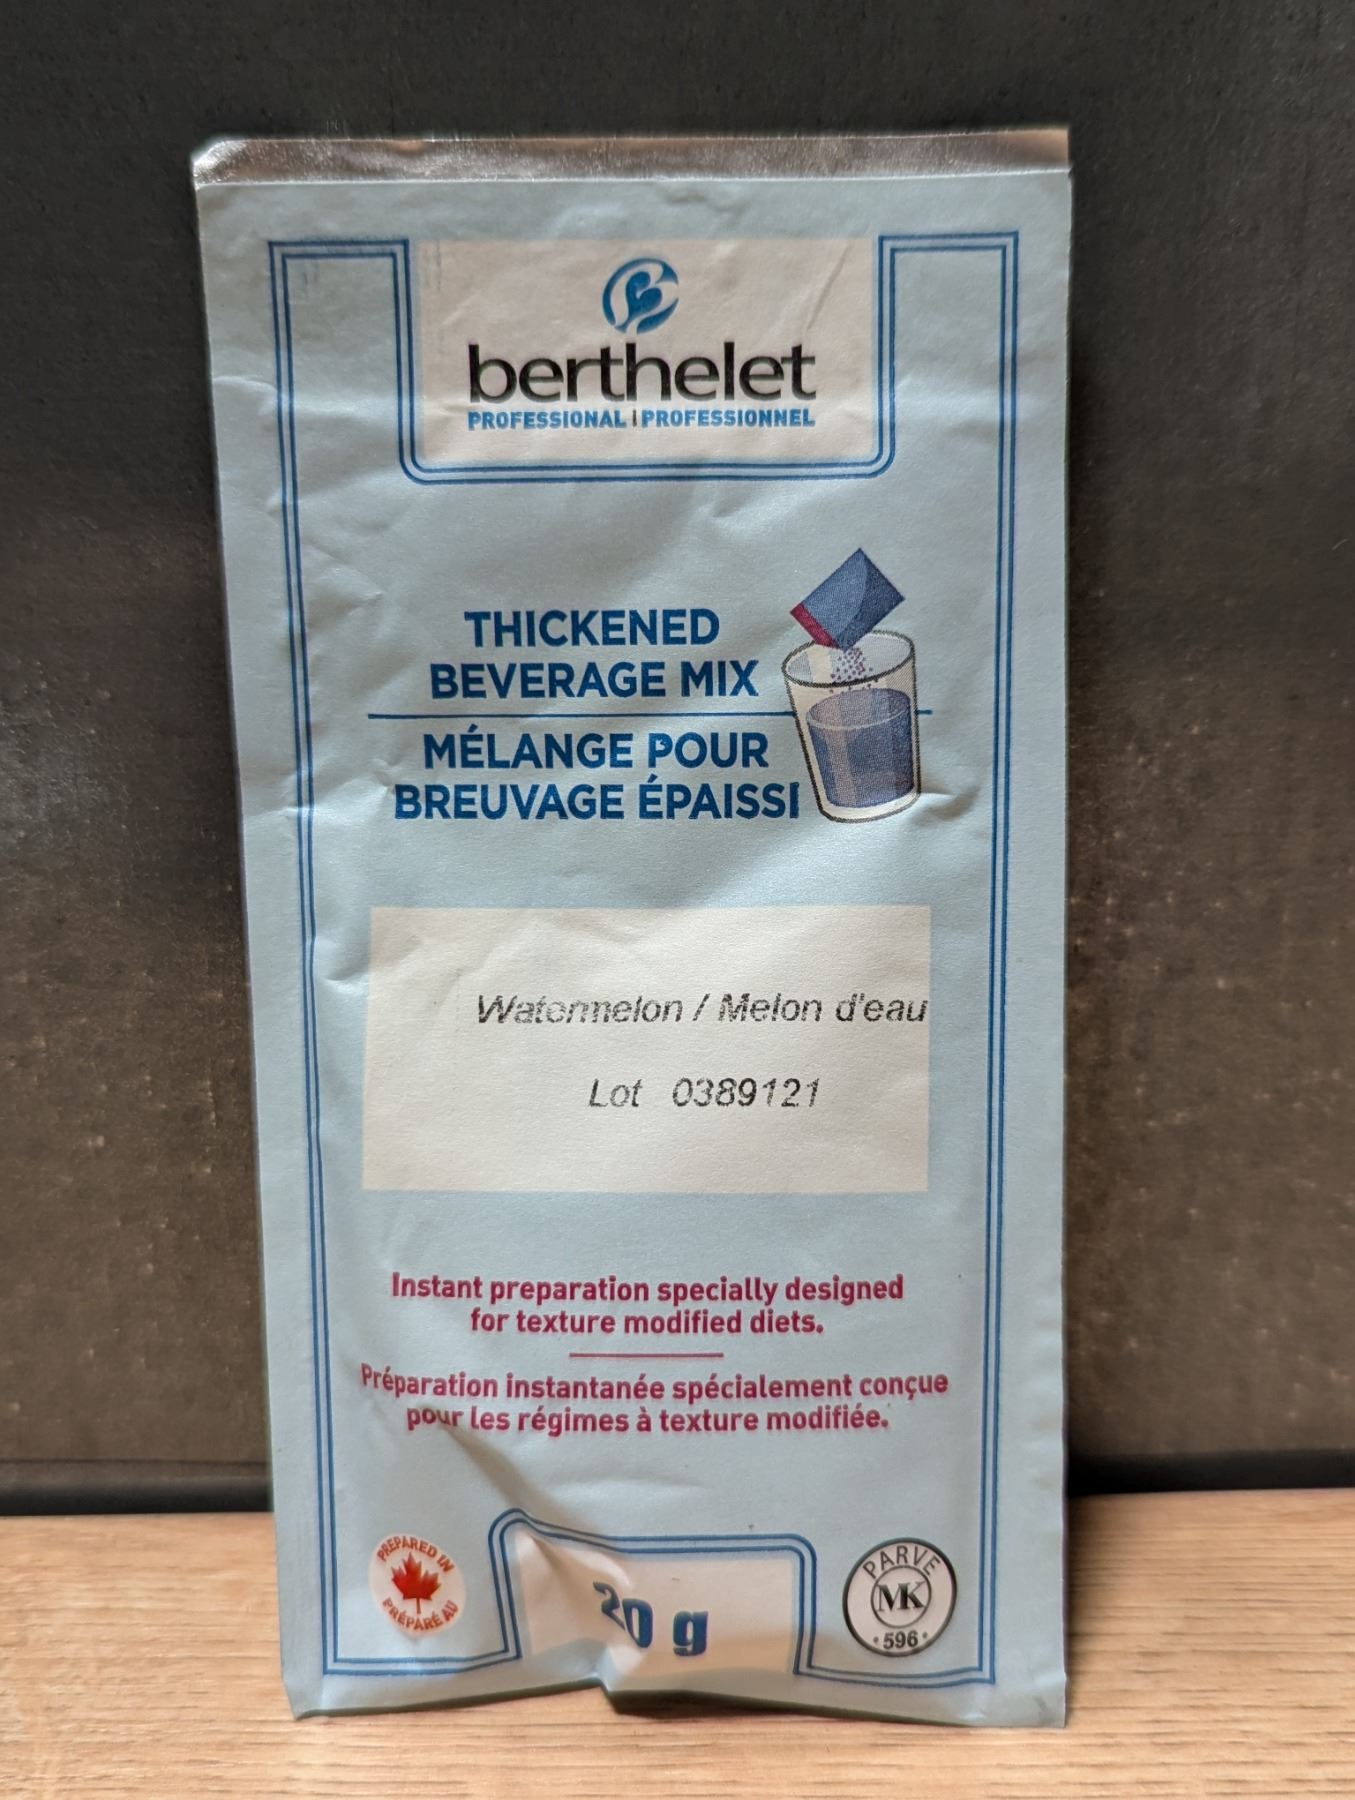 berthelet
PROFESSIONAL | PROFESSIONNEL
THICKENED
BEVERAGE MIX
MÉLANGE POUR
BREUVAGE ÉPAISSI
Watermelon / Melon d'eau
Lot 0389121
Instant preparation specially designed
for texture modified diets.
Préparation instantanée spécialement conçue
pour les régimes à texture modifiée.
PREPARED IN
PRÉPARÉ AU
20 g
PARVE
MK
•596•